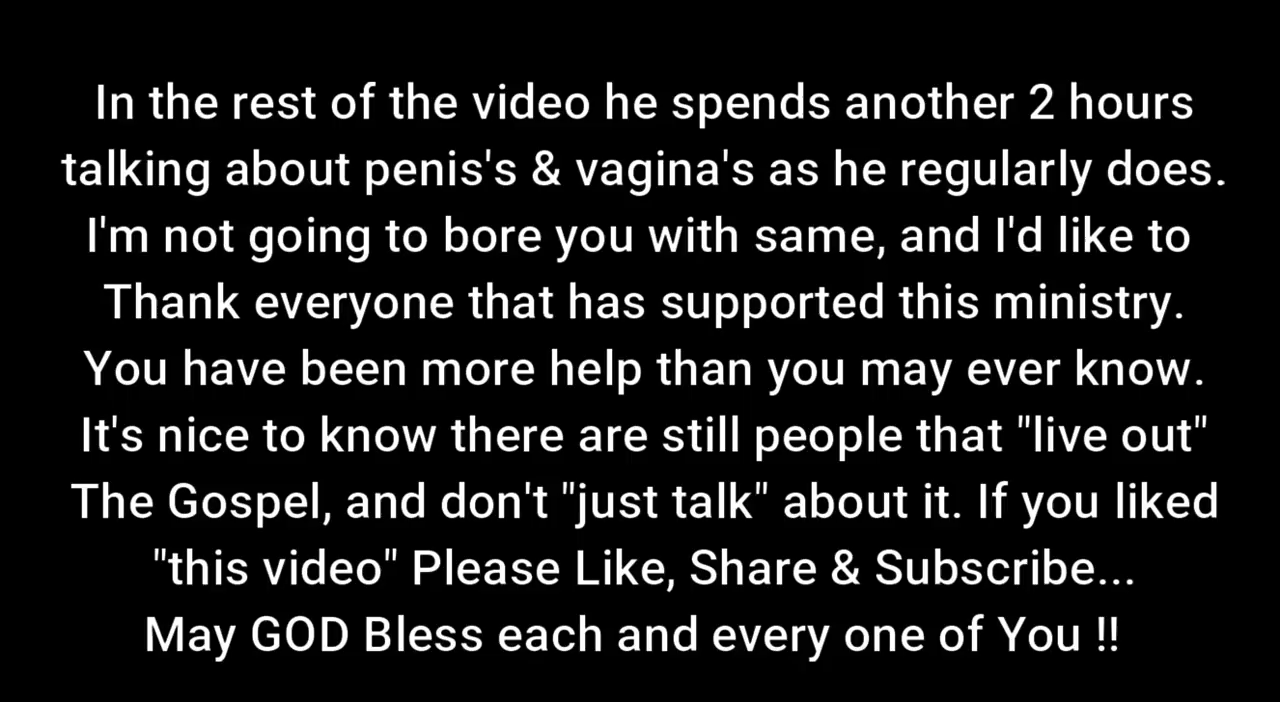 In the rest of the video he spends another 2 hours
talking about penis's & vagina's as he regularly does.
I'm not going to bore you with same, and I'd like to
Thank everyone that has supported this ministry.
You have been more help than you may ever know.
It's nice to know there are still people that "live out"
The Gospel, and don't "just talk" about it. If you liked
"this video" Please Like, Share & Subscribe...
May GOD Bless each and every one of You !!